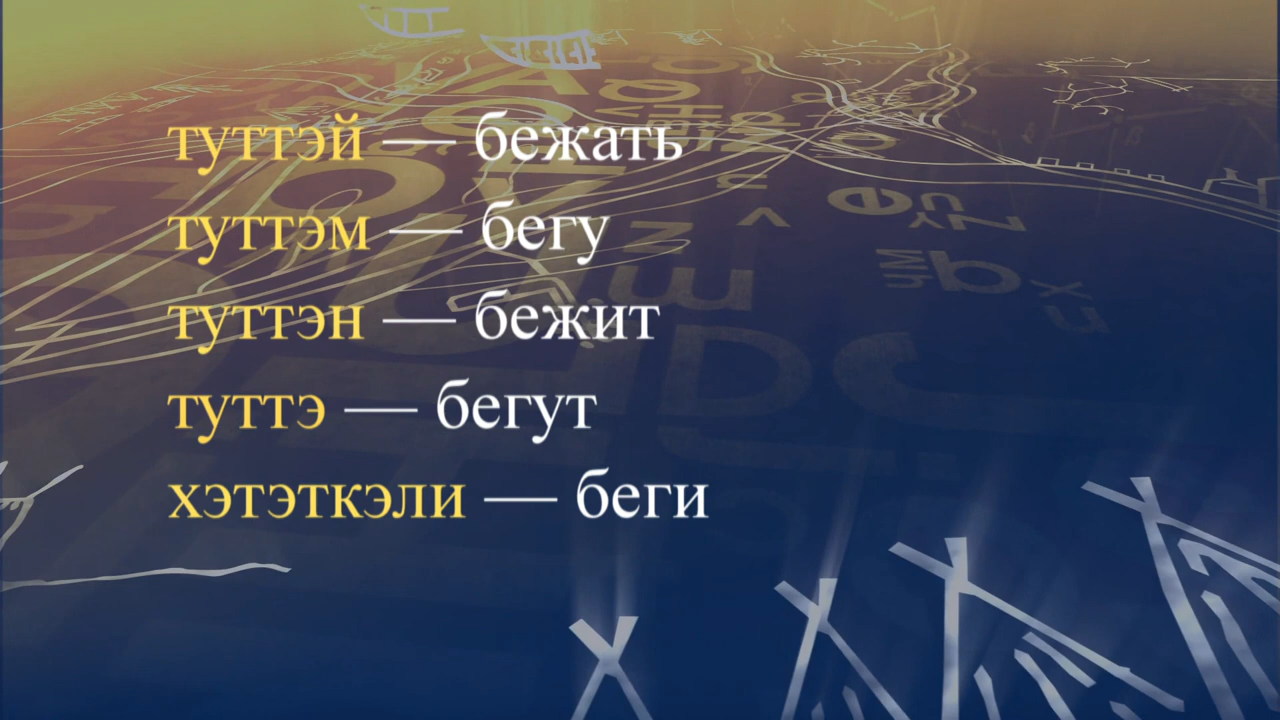 туттэй — бежать
туттэм — бегу
туттэн — бежит
туттэ — бегут
хэтэткэли — беги